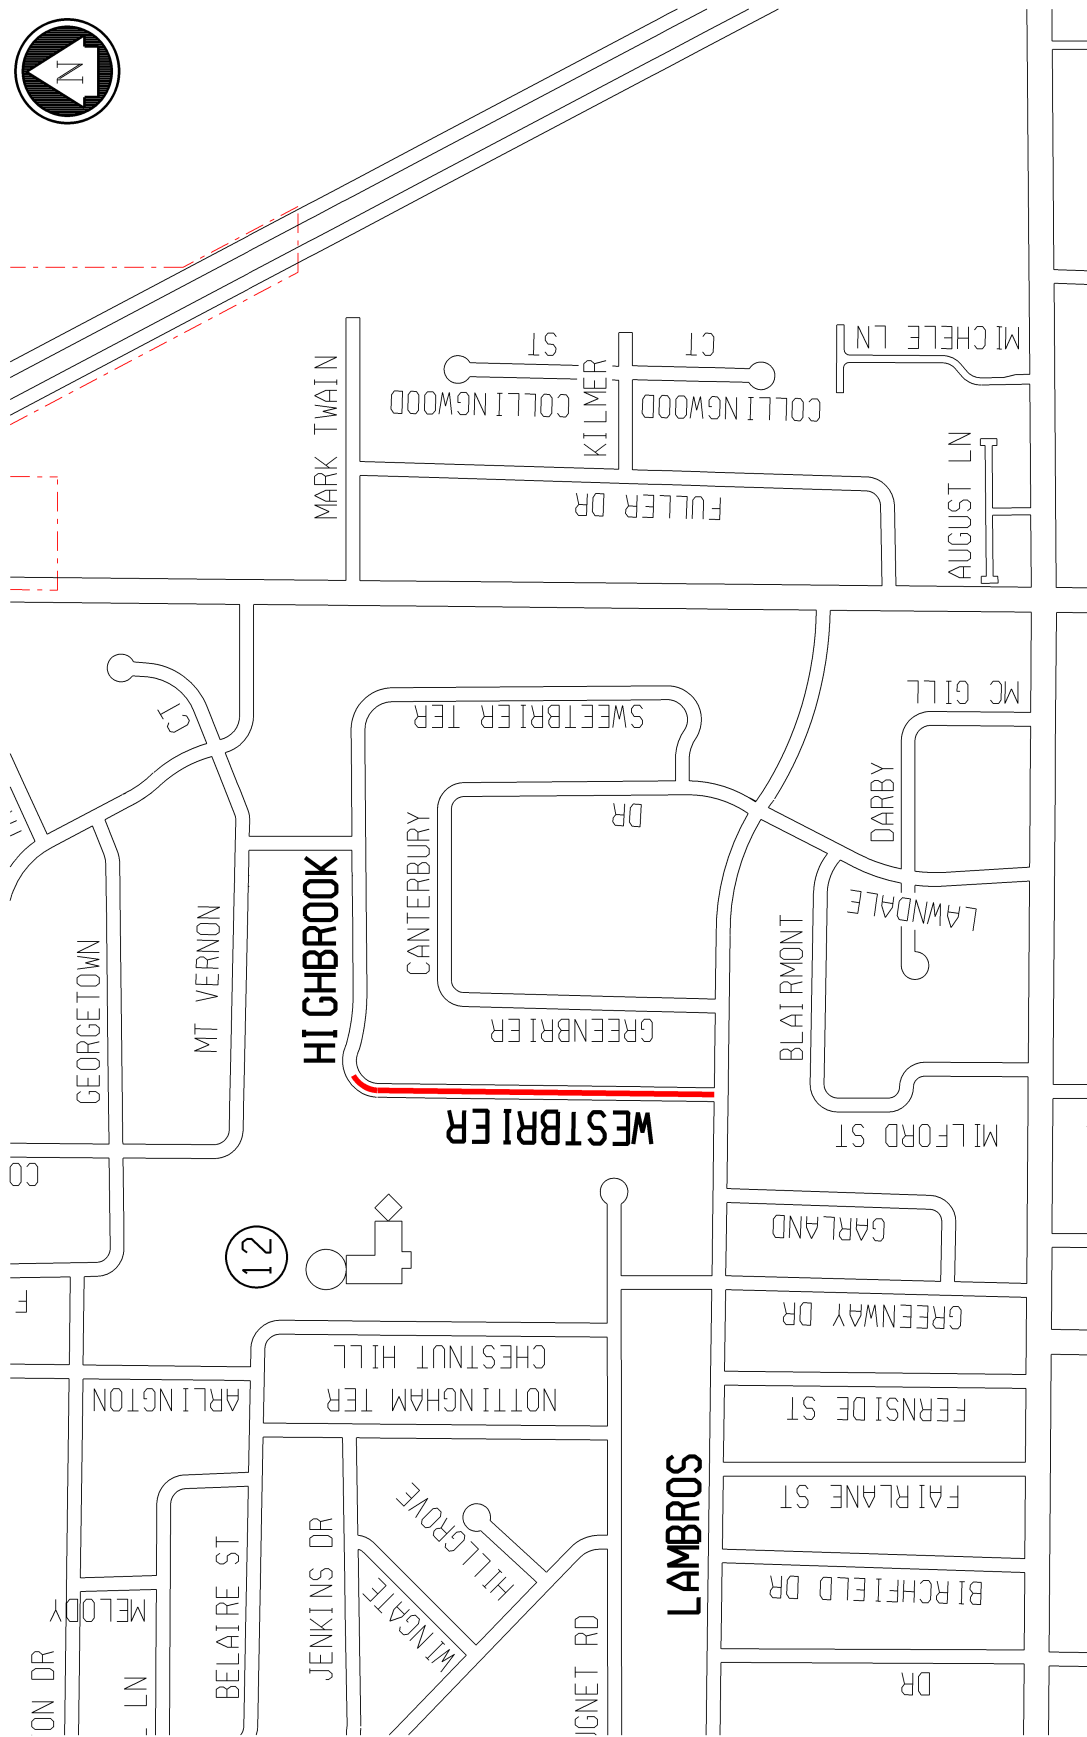 N
MICHELE LN
ST
CT
COLLINGWOOD
COLLINGWOOD
KILMER
MARK TWAIN
FULLER DR
AUGUST LN
MC GILL
CT
SWEETBRIER TER
DARBY
DR
CANTERBURY
HIGHBROOK
LAWNDALE
MT VERNON
GEORGETOWN
BLAIRMONT
GREENBRIER
WESTBRIER
MILFORD ST
CO
GARLAND
12
F
GREENWAY DR
CHESTNUT HILL
NOTTINGHAM TER
ARLINGTON
FERNSIDE ST
LAMBROS
HILLGROVE
FAIRLANE ST
JENKINS DR
BELAIRE ST
WINGATE
MELODY
BIRCHFIELD DR
UGNET RD
ON DR
LN
DR